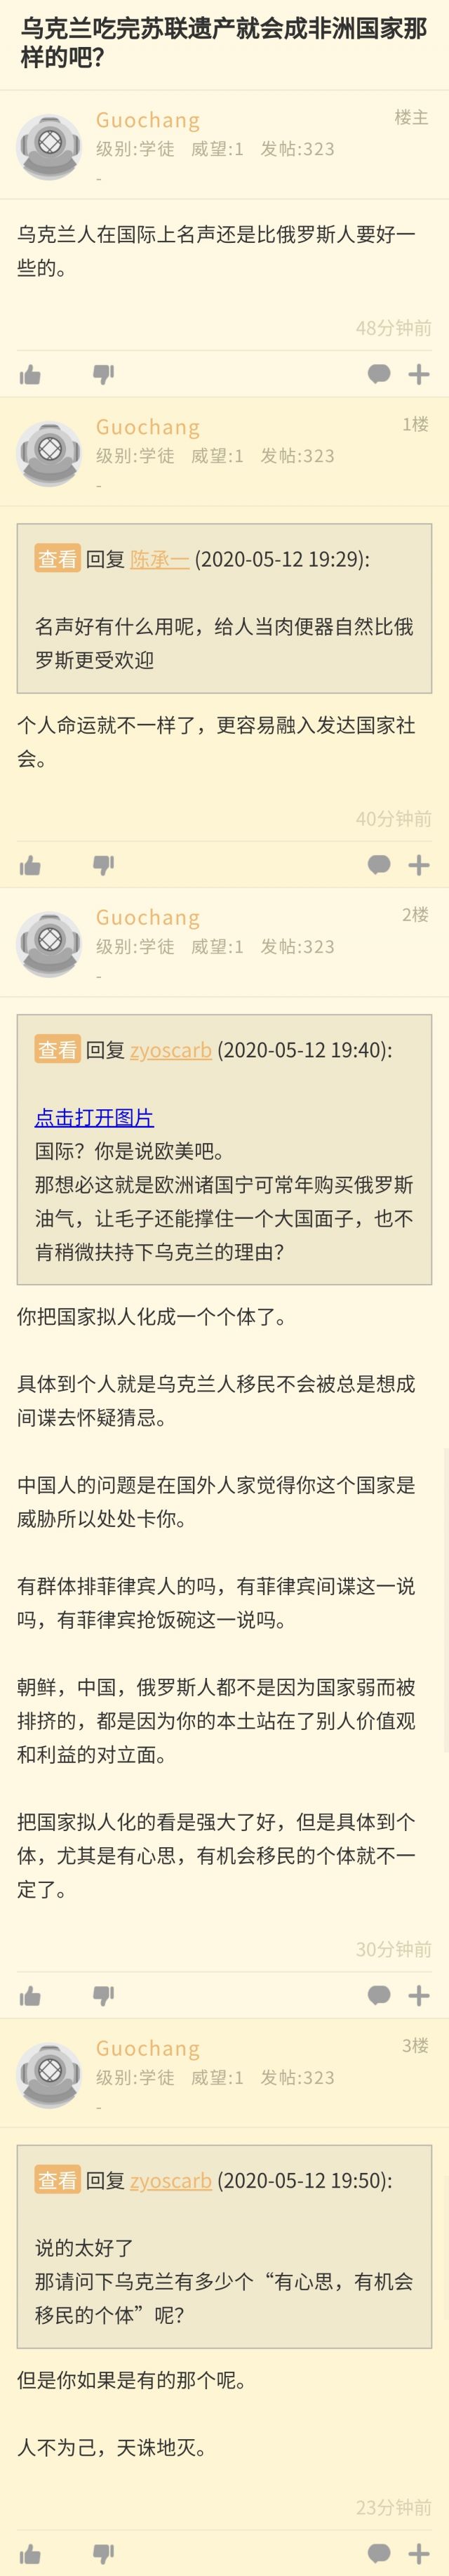 乌克兰吃完苏联遗产就会成非洲国家那
样的吧？
Guochang
楼主
级别:学徒 威望:1 发帖:323
-
乌克兰人在国际上名声还是比俄罗斯人要好一
些的。
48分钟前
Guochang
1楼
级别:学徒 威望:1 发帖:323
-
查看 回复 陈承一 (2020-05-12 19:29):
名声好有什么用呢，给人当肉便器自然比俄
罗斯更受欢迎
个人命运就不一样了，更容易融入发达国家社
会。
40分钟前
Guochang
2楼
级别:学徒 威望:1 发帖:323
-
查看 回复 zyoscarb (2020-05-12 19:40):
点击打开图片
国际？你是说欧美吧。
那想必这就是欧洲诸国宁可常年购买俄罗斯
油气，让毛子还能撑住一个大国面子，也不
肯稍微扶持下乌克兰的理由？
你把国家拟人化成一个个体了。
具体到个人就是乌克兰人移民不会被总是想成
间谍去怀疑猜忌。
中国人的问题是在国外人家觉得你这个国家是
威胁所以处处卡你。
有群体排菲律宾人的吗，有菲律宾间谍这一说
吗，有菲律宾抢饭碗这一说吗。
朝鲜，中国，俄罗斯人都不是因为国家弱而被
排挤的，都是因为你的本土站在了别人价值观
和利益的对立面。
把国家拟人化的看是强大了好，但是具体到个
体，尤其是有心思，有机会移民的个体就不一
定了。
30分钟前
Guochang
3楼
级别:学徒 威望:1 发帖:323
-
查看 回复 zyoscarb (2020-05-12 19:50):
说的太好了
那请问下乌克兰有多少个“有心思，有机会
移民的个体”呢？
但是你如果是有的那个呢。
人不为己，天诛地灭。
23分钟前